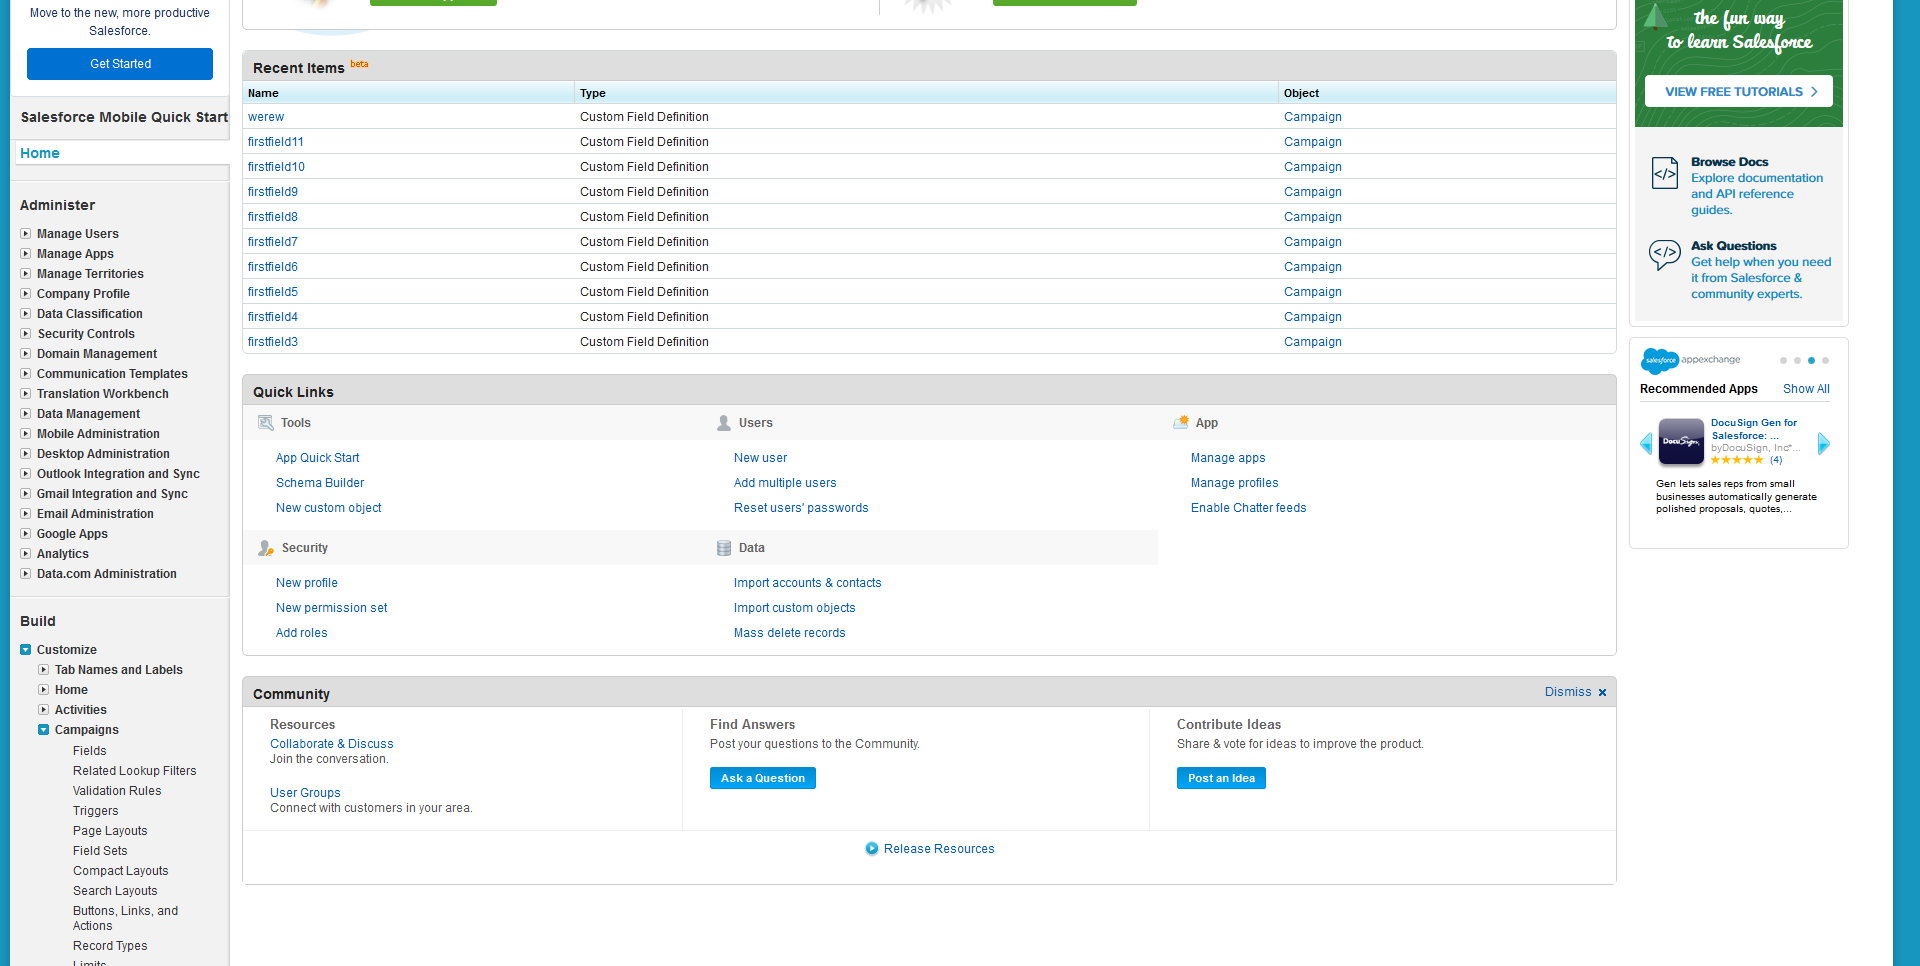 Move to the new, more productive
Salesforce.
Get Started
Salesforce Mobile Quick Start
Home
Administer
Manage Users
Manage Apps
Manage Territories
Company Profile
Data Classification
Security Controls
Domain Management
Communication Templates
Translation Workbench
Data Management
Mobile Administration
Desktop Administration
Outlook Integration and Sync
Gmail Integration and Sync
Email Administration
Google Apps
Analytics
Data.com Administration
Build
Customize
Tab Names and Labels
Home
Activities
Campaigns
Fields
Related Lookup Filters
Validation Rules
Triggers
Page Layouts
Field Sets
Compact Layouts
Search Layouts
Buttons, Links, and
Actions
Record Types
Limits
Recent Items beta
Name Type Object
werew Custom Field Definition Campaign
firstfield11 Custom Field Definition Campaign
firstfield10 Custom Field Definition Campaign
firstfield9 Custom Field Definition Campaign
firstfield8 Custom Field Definition Campaign
firstfield7 Custom Field Definition Campaign
firstfield6 Custom Field Definition Campaign
firstfield5 Custom Field Definition Campaign
firstfield4 Custom Field Definition Campaign
firstfield3 Custom Field Definition Campaign
Quick Links
Tools Users App
App Quick Start New user Manage apps
Schema Builder Add multiple users Manage profiles
New custom object Reset users' passwords Enable Chatter feeds
Security Data
New profile Import accounts & contacts
New permission set Import custom objects
Add roles Mass delete records
Community Dismiss
Resources
Collaborate & Discuss
Join the conversation.
User Groups
Connect with customers in your area.
Find Answers
Post your questions to the Community.
Ask a Question
Contribute Ideas
Share & vote for ideas to improve the product.
Post an Idea
Release Resources
the fun way
to learn Salesforce
VIEW FREE TUTORIALS
Browse Docs
Explore documentation
and API reference
guides.
Ask Questions
Get help when you need
it from Salesforce &
community experts.
salesforce appexchange
Recommended Apps Show All
DocuSign
DocuSign Gen for
Salesforce: ...
byDocuSign, Inc*...
(4)
Gen lets sales reps from small
businesses automatically generate
polished proposals, quotes,...